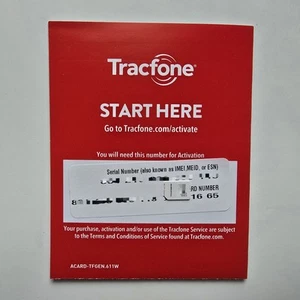 Tracfone
START HERE
Go to Tracfone.com/activate
You will need this number for Activation
Serial Number (also known as IMEI, MEID, or ESN)
RD NUMBER
16 65
Your purchase, activation and/or use of the Tracfone Service are subject
to the Terms and Conditions of Service found at Tracfone.com.
ACARD-TFGEN.611W